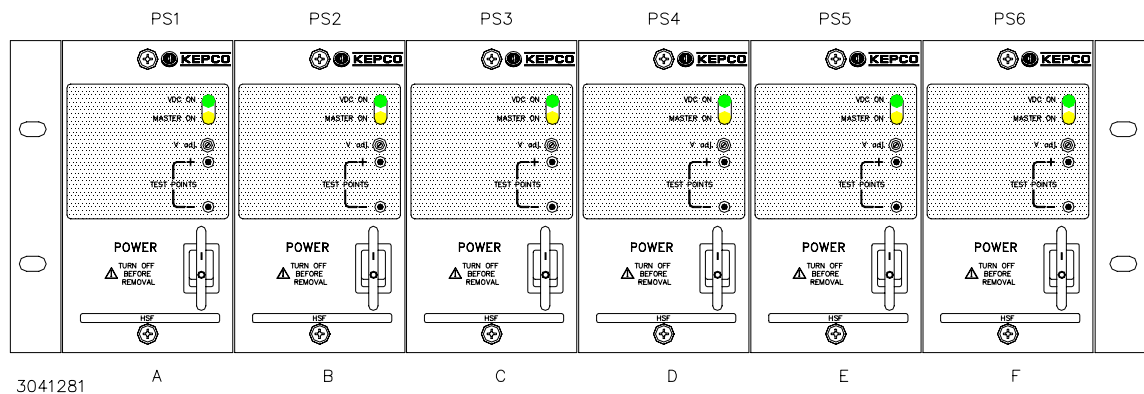 PS1 PS2 PS3 PS4 PS5 PS6
KEPCO KEPCO KEPCO KEPCO KEPCO KEPCO
VDC ON VDC ON VDC ON VDC ON VDC ON VDC ON
MASTER ON MASTER ON MASTER ON MASTER ON MASTER ON MASTER ON
V adj. V adj. V adj. V adj. V adj. V adj.
+ + + + + +
TEST POINTS TEST POINTS TEST POINTS TEST POINTS TEST POINTS TEST POINTS
− − − − − −
POWER POWER POWER POWER POWER POWER
TURN OFF TURN OFF TURN OFF TURN OFF TURN OFF TURN OFF
BEFORE BEFORE BEFORE BEFORE BEFORE BEFORE
REMOVAL REMOVAL REMOVAL REMOVAL REMOVAL REMOVAL
HSF HSF HSF HSF HSF HSF
A B C D E F
3041281